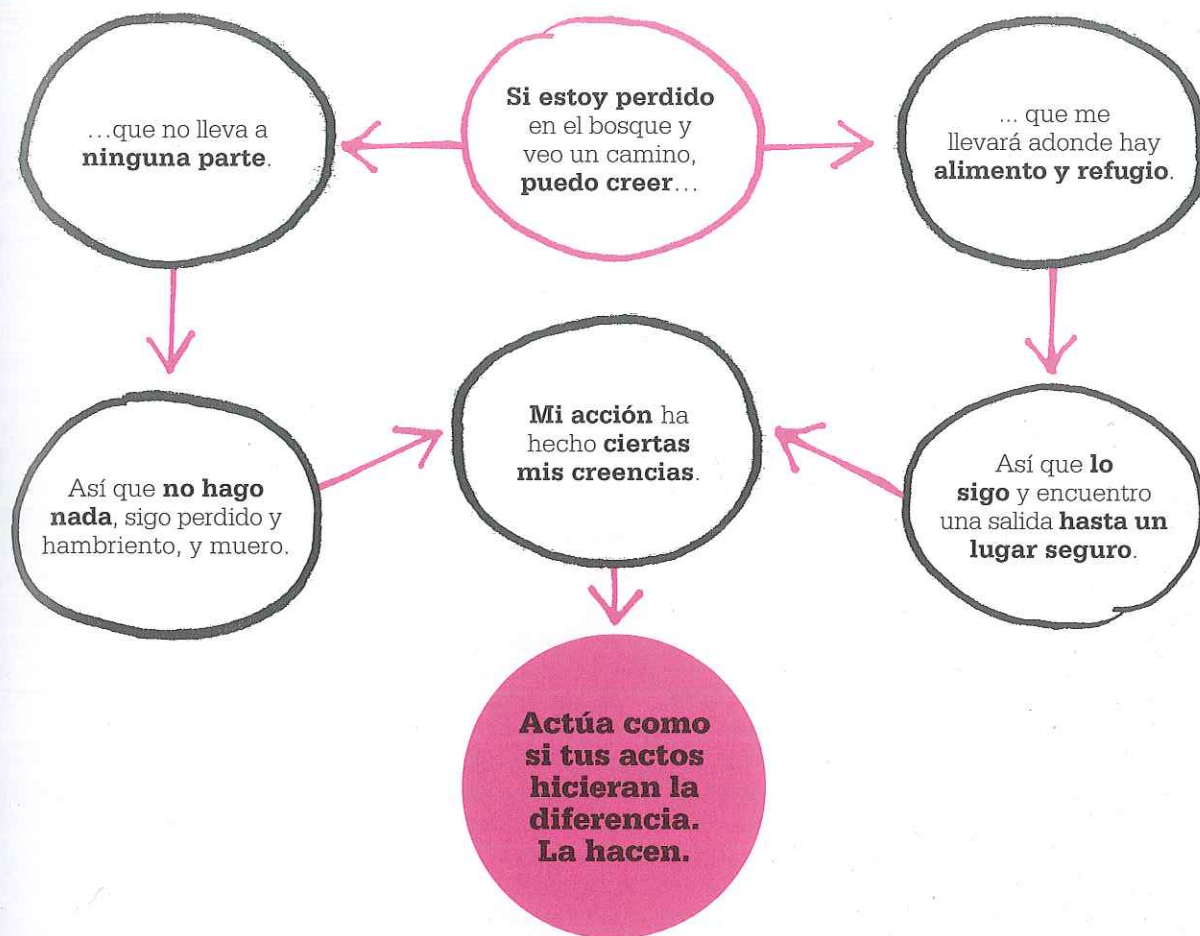 Si estoy perdido
en el bosque y
veo un camino,
puedo creer…
…que no lleva a
ninguna parte.
... que me
llevará adonde hay
alimento y refugio.
Así que no hago
nada, sigo perdido y
hambriento, y muero.
Mi acción ha
hecho ciertas
mis creencias.
Así que lo
sigo y encuentro
una salida hasta un
lugar seguro.
Actúa como
si tus actos
hicieran la
diferencia.
La hacen.